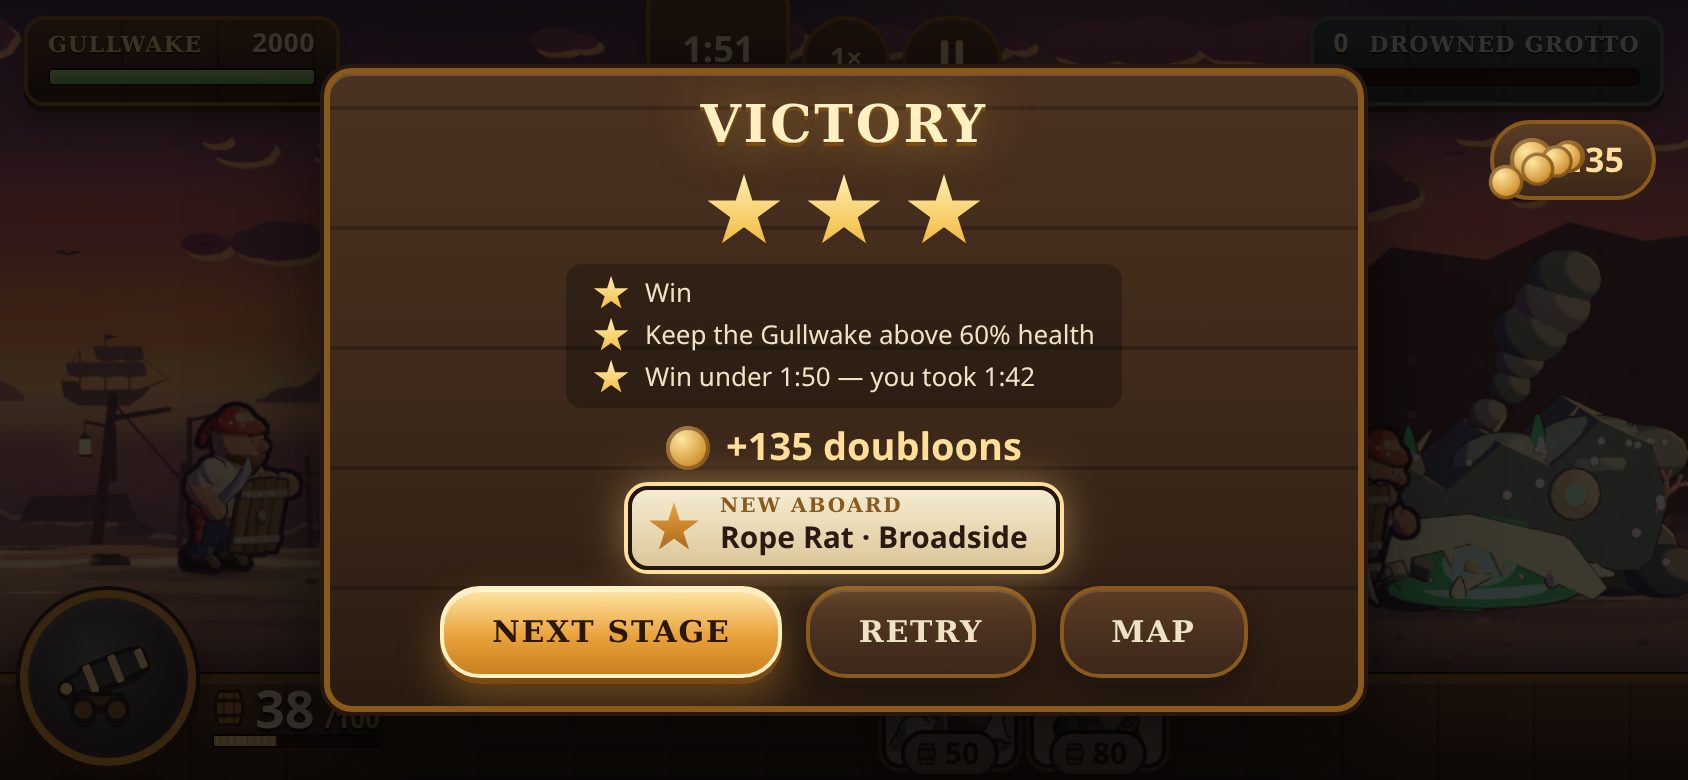 GULLWAKE 2000
1:51
1×
0 DROWNED GROTTO
VICTORY
35
Win
Keep the Gullwake above 60% health
Win under 1:50 — you took 1:42
+135 doubloons
NEW ABOARD
Rope Rat · Broadside
NEXT STAGE
RETRY
MAP
38 /100
50
80